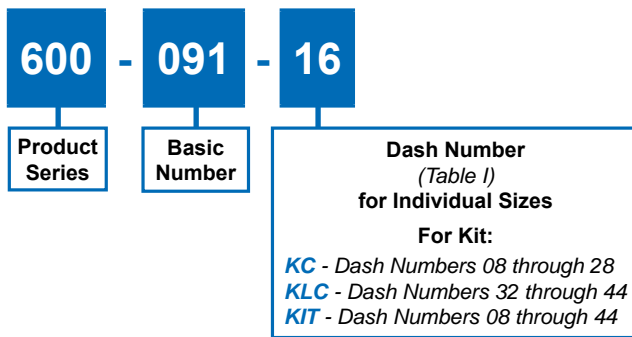 600 - 091 - 16
Product
Series
Basic
Number
Dash Number
(Table I)
for Individual Sizes
For Kit:
KC - Dash Numbers 08 through 28
KLC - Dash Numbers 32 through 44
KIT - Dash Numbers 08 through 44